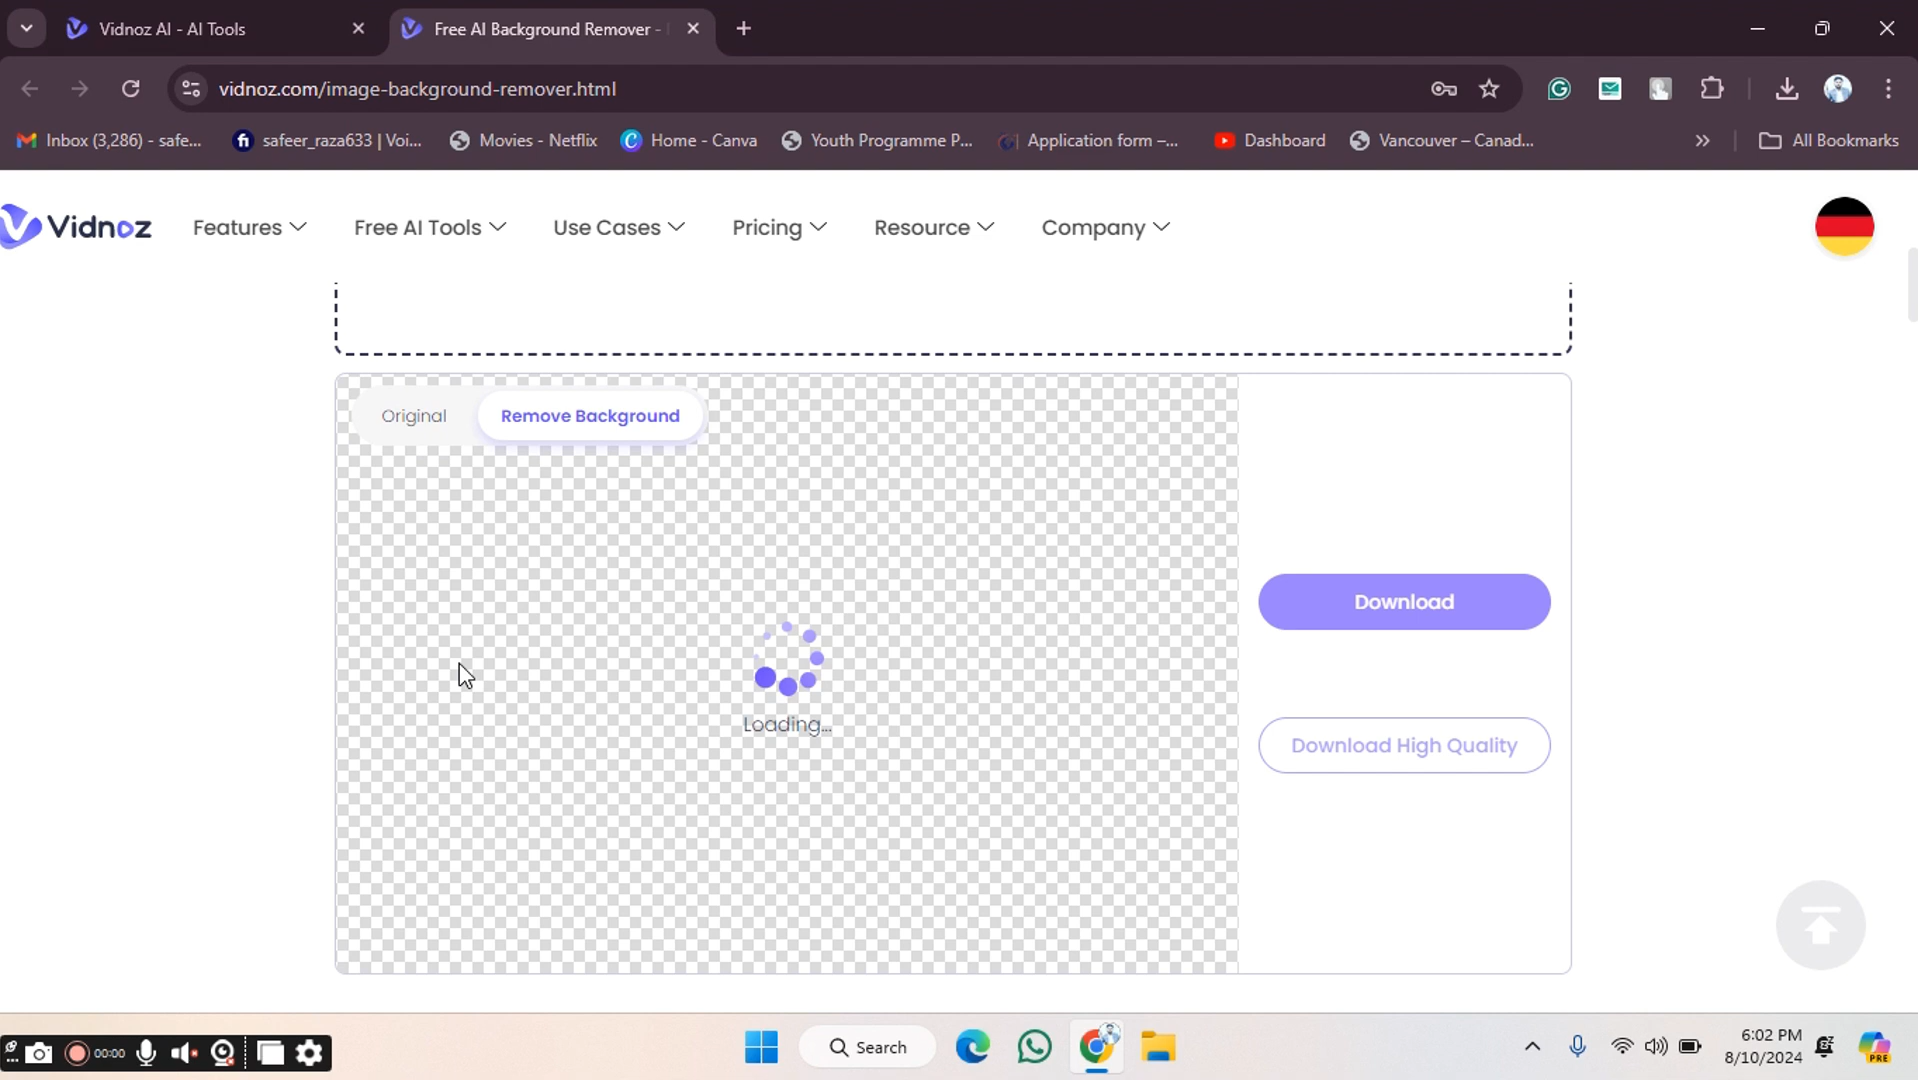 Vidnoz AI - AI Tools
Free AI Background Remover -
vidnoz.com/image-background-remover.html
Inbox (3,286) - safe...
safeer_raza633 | Voi...
Movies - Netflix
Home - Canva
Youth Programme P...
Application form –...
Dashboard
Vancouver – Canad...
All Bookmarks
Vidnoz
Features
Free AI Tools
Use Cases
Pricing
Resource
Company
Original
Remove Background
Download
Loading...
Download High Quality
00:00
Search
6:02 PM
8/10/2024
PRE